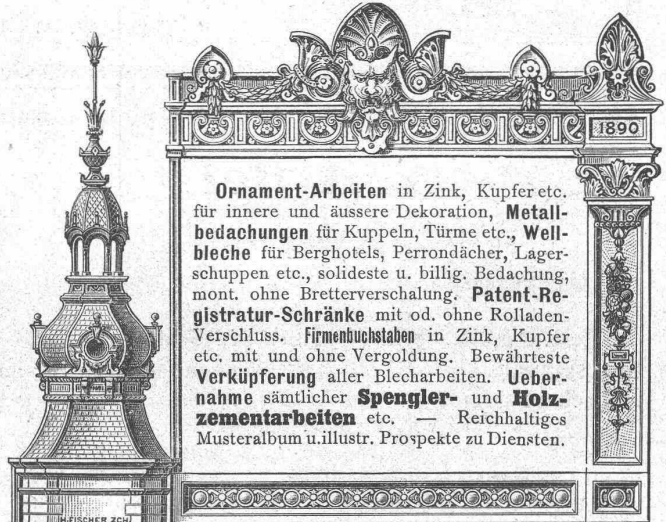 1890
Ornament-Arbeiten in Zink, Kupfer etc.
für innere und äussere Dekoration, Metall-
bedachungen für Kuppeln, Türme etc., Well-
bleche für Berghotels, Perrondächer, Lager-
schuppen etc., solideste u. billig. Bedachung,
mont. ohne Bretterverschalung. Patent-Re-
gistratur-Schränke mit od. ohne Rolladen-
Verschluss. Firmenbuchstaben in Zink, Kupfer
etc. mit und ohne Vergoldung. Bewährteste
Verküpferung aller Blecharbeiten. Ueber-
nahme sämtlicher Spengler- und Holz-
zementarbeiten etc. — Reichhaltiges
Musteralbum u. illustr. Prospekte zu Diensten.
H.FISCHER ZCH.